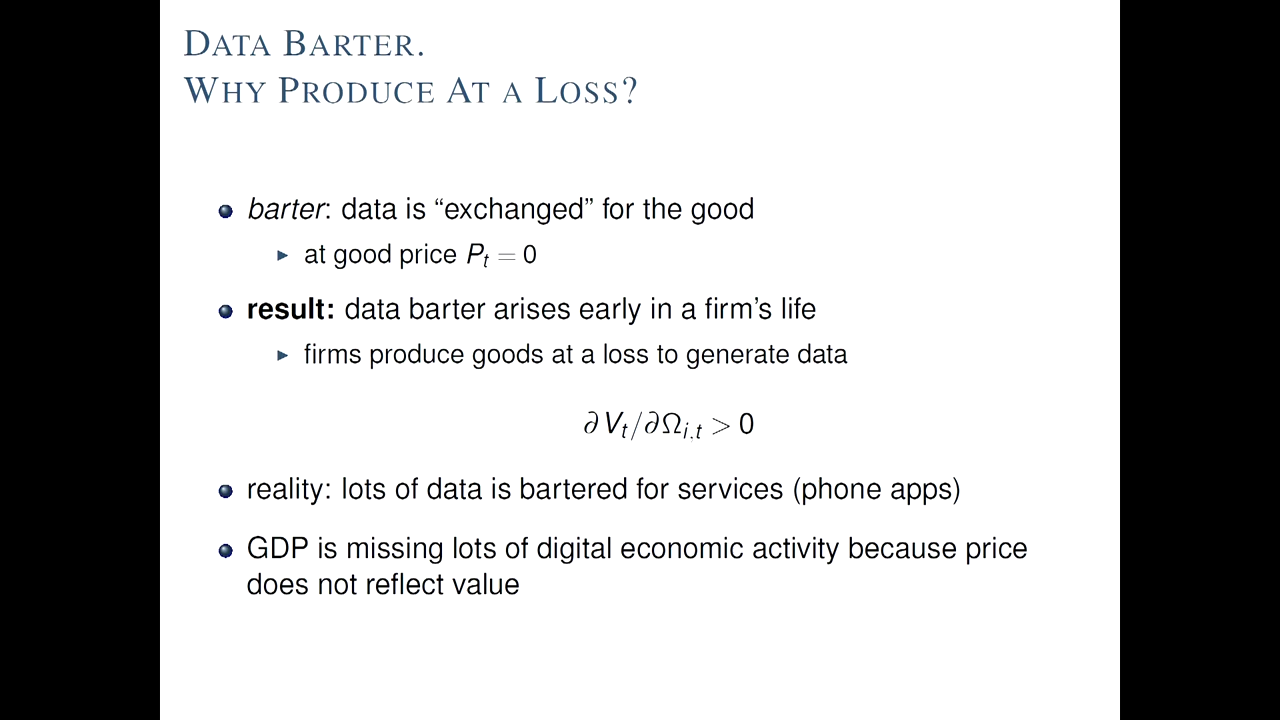 DATA BARTER.
WHY PRODUCE AT A LOSS?
barter: data is “exchanged” for the good
at good price Pₜ = 0
result: data barter arises early in a firm’s life
firms produce goods at a loss to generate data
∂Vₜ/∂Ωᵢ,ₜ > 0
reality: lots of data is bartered for services (phone apps)
GDP is missing lots of digital economic activity because price
does not reflect value